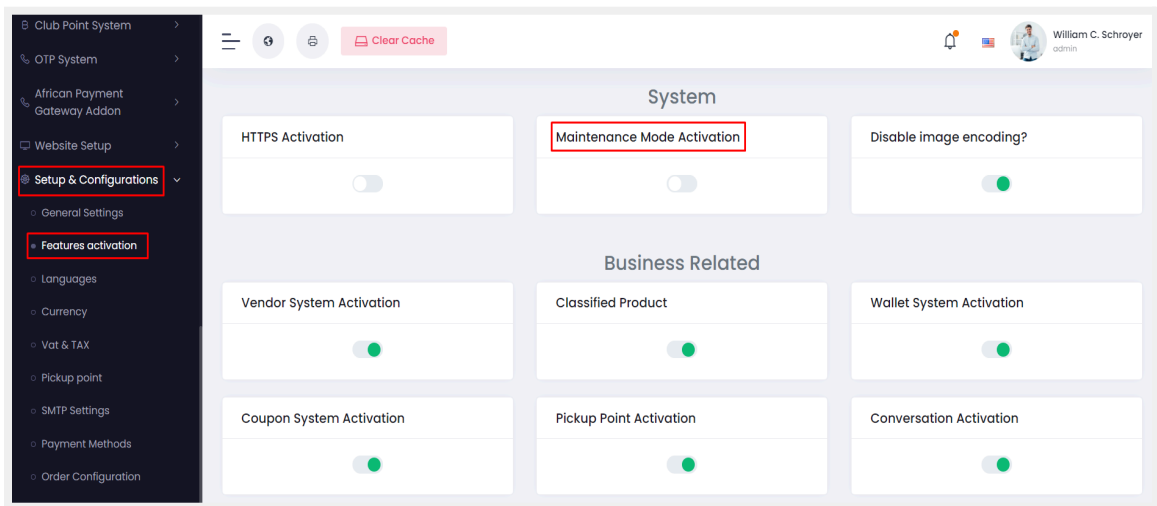 Club Point System
OTP System
African Payment
Gateway Addon
Website Setup
Setup & Configurations
General Settings
Features activation
Languages
Currency
Vat & TAX
Pickup point
SMTP Settings
Payment Methods
Order Configuration
Clear Cache
William C. Schroyer
admin
System
HTTPS Activation
Maintenance Mode Activation
Disable image encoding?
Business Related
Vendor System Activation
Classified Product
Wallet System Activation
Coupon System Activation
Pickup Point Activation
Conversation Activation